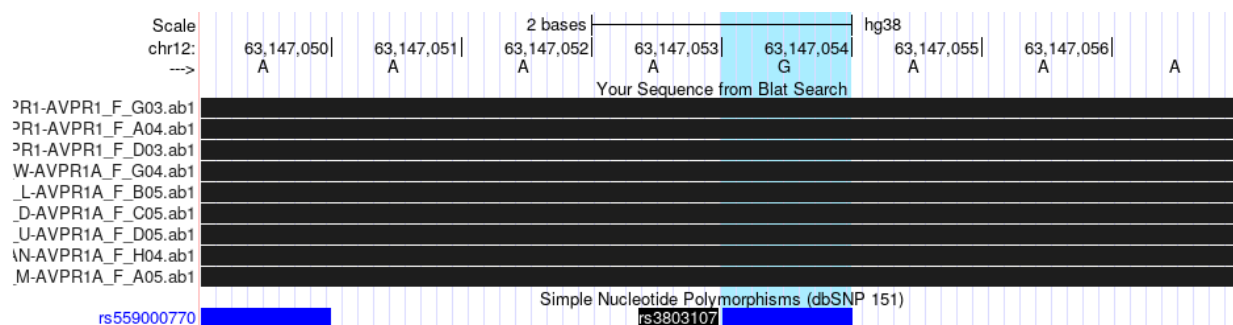 Scale 2 bases hg38
chr12: 63,147,050 63,147,051 63,147,052 63,147,053 63,147,054 63,147,055 63,147,056
---> A A A A G A A A
Your Sequence from Blat Search
PR1-AVPR1_F_G03.ab1
PR1-AVPR1_F_A04.ab1
PR1-AVPR1_F_D03.ab1
W-AVPR1A_F_G04.ab1
_L-AVPR1A_F_B05.ab1
_D-AVPR1A_F_C05.ab1
_U-AVPR1A_F_D05.ab1
AN-AVPR1A_F_H04.ab1
_M-AVPR1A_F_A05.ab1
Simple Nucleotide Polymorphisms (dbSNP 151)
rs559000770 rs3803107